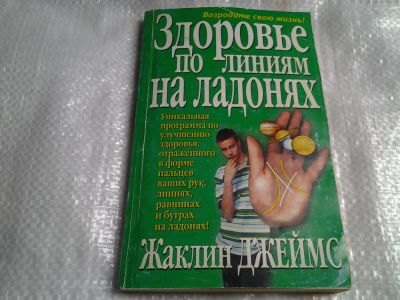 Возродите свою жизнь!
Здоровье
по линиям
на ладонях
Уникальная
программа по
улучшению
здоровья,
отраженного
в форме
пальцев
ваших рук,
линиях,
равнинах
и буграх
на ладонях!
Жаклин ДЖЕЙМС